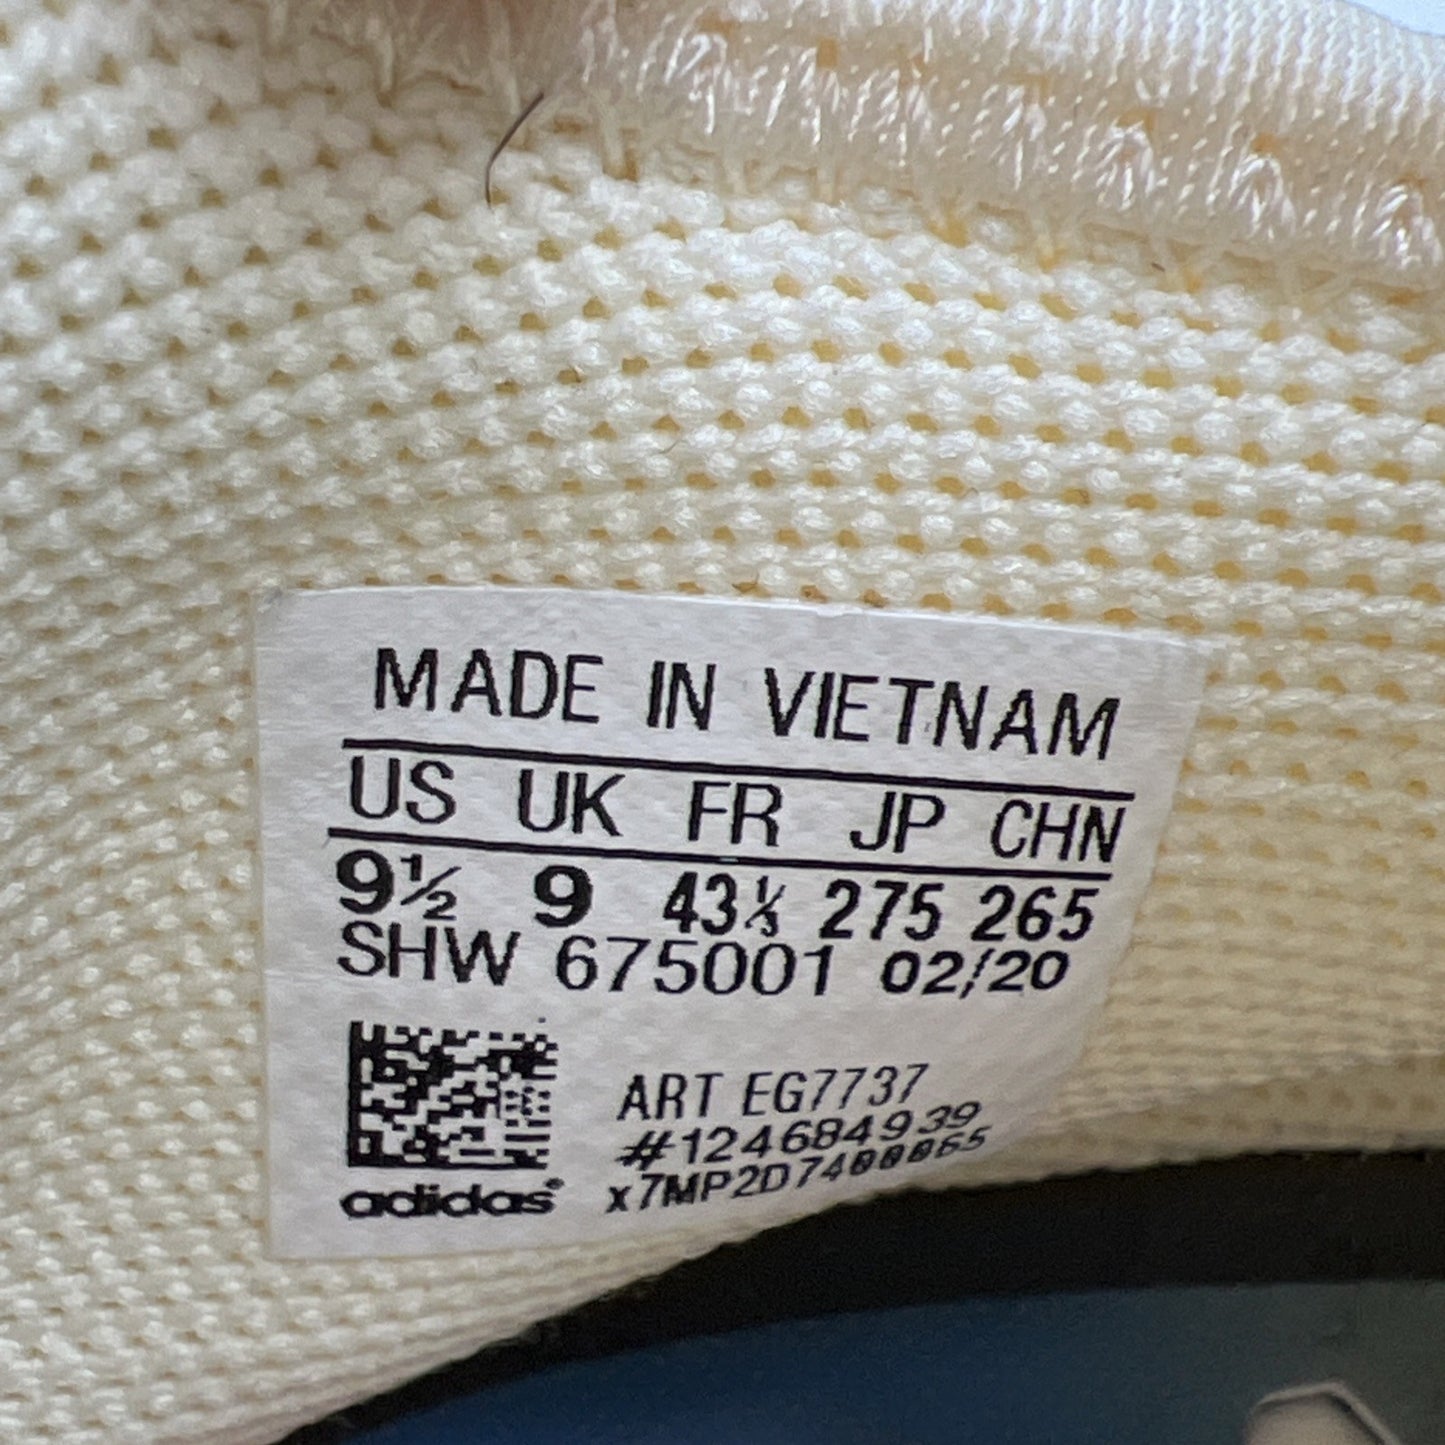 MADE IN VIETNAM
US UK FR JP CHN
9½ 9 43⅓ 275 265
SHW 675001 02/20
ART EG7737
#124684939
x7MP2D7400065
adidas®